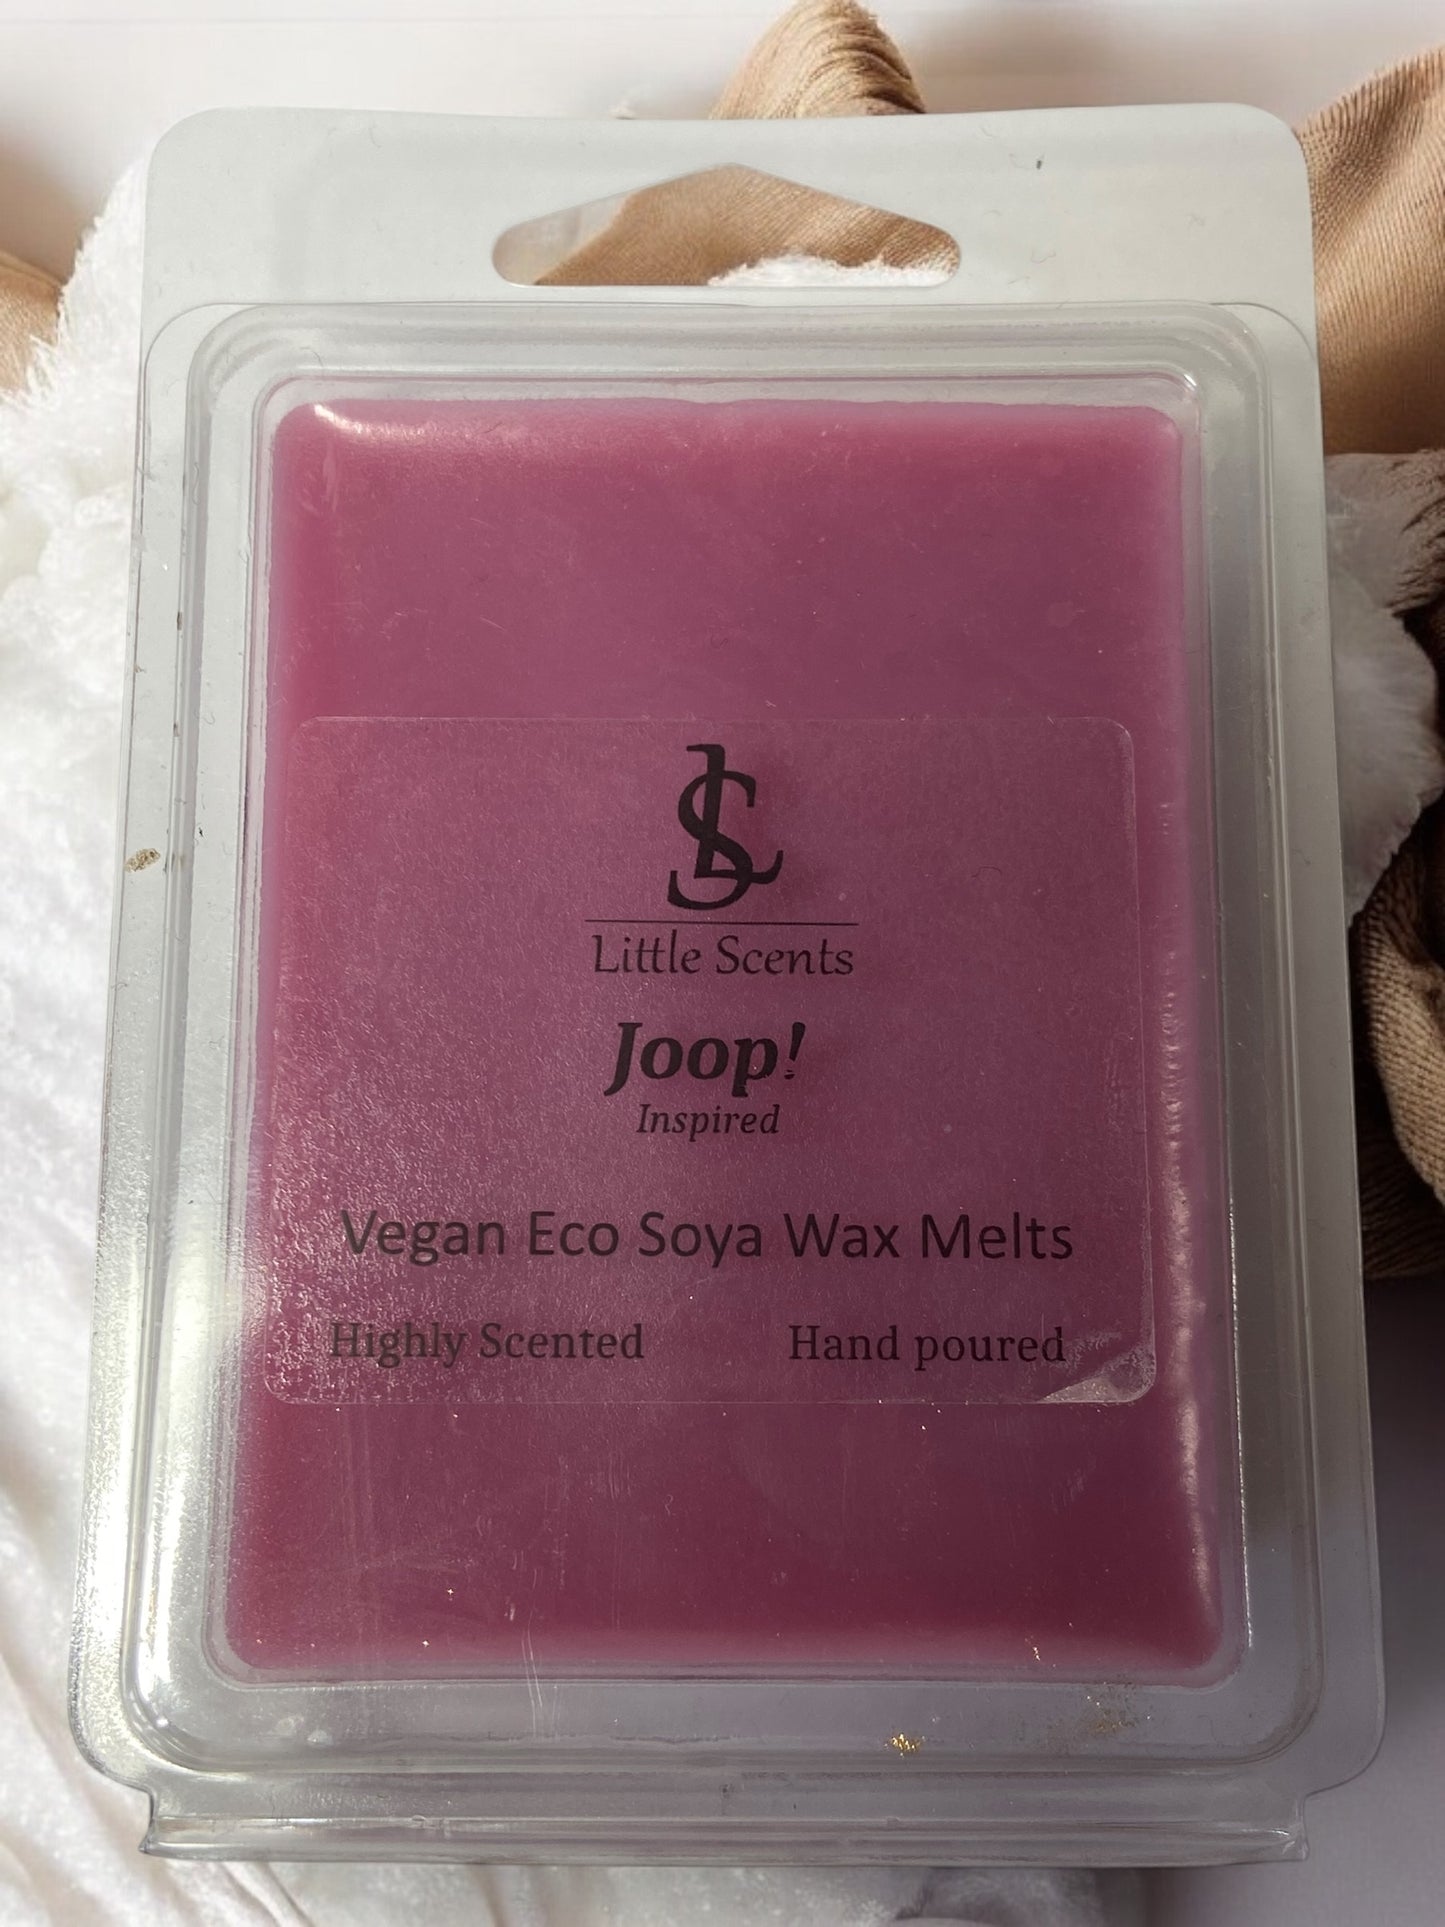 LS
Little Scents
Joop!
Inspired
Vegan Eco Soya Wax Melts
Highly Scented Hand poured